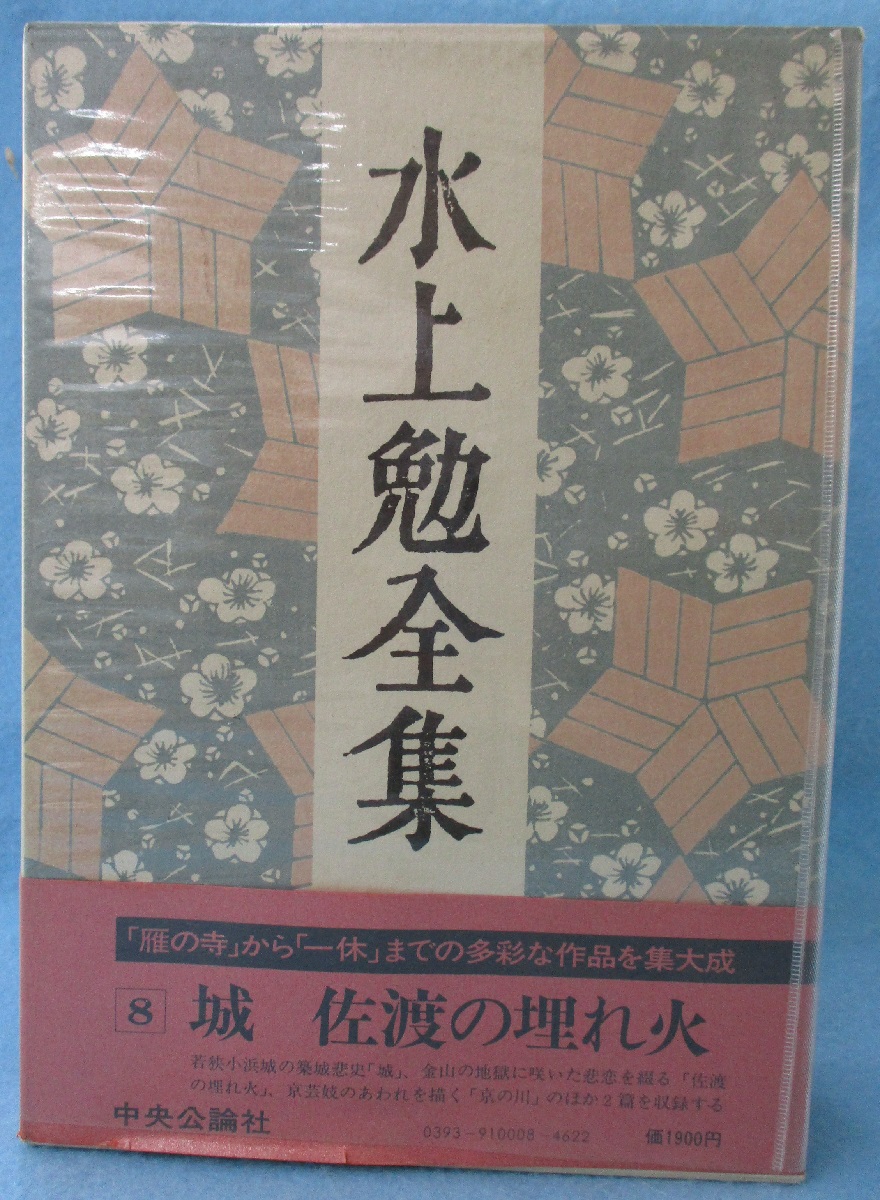 水上勉全集
「雁の寺」から「一休」までの多彩な作品を集大成
8 城 佐渡の埋れ火
若狭小浜城の築城悲史「城」、金山の地獄に咲いた悲恋を綴る「佐渡
の埋れ火」、京芸妓のあわれを描く「京の川」のほか2篇を収録する
中央公論社 0393-910008-4622 価1900円